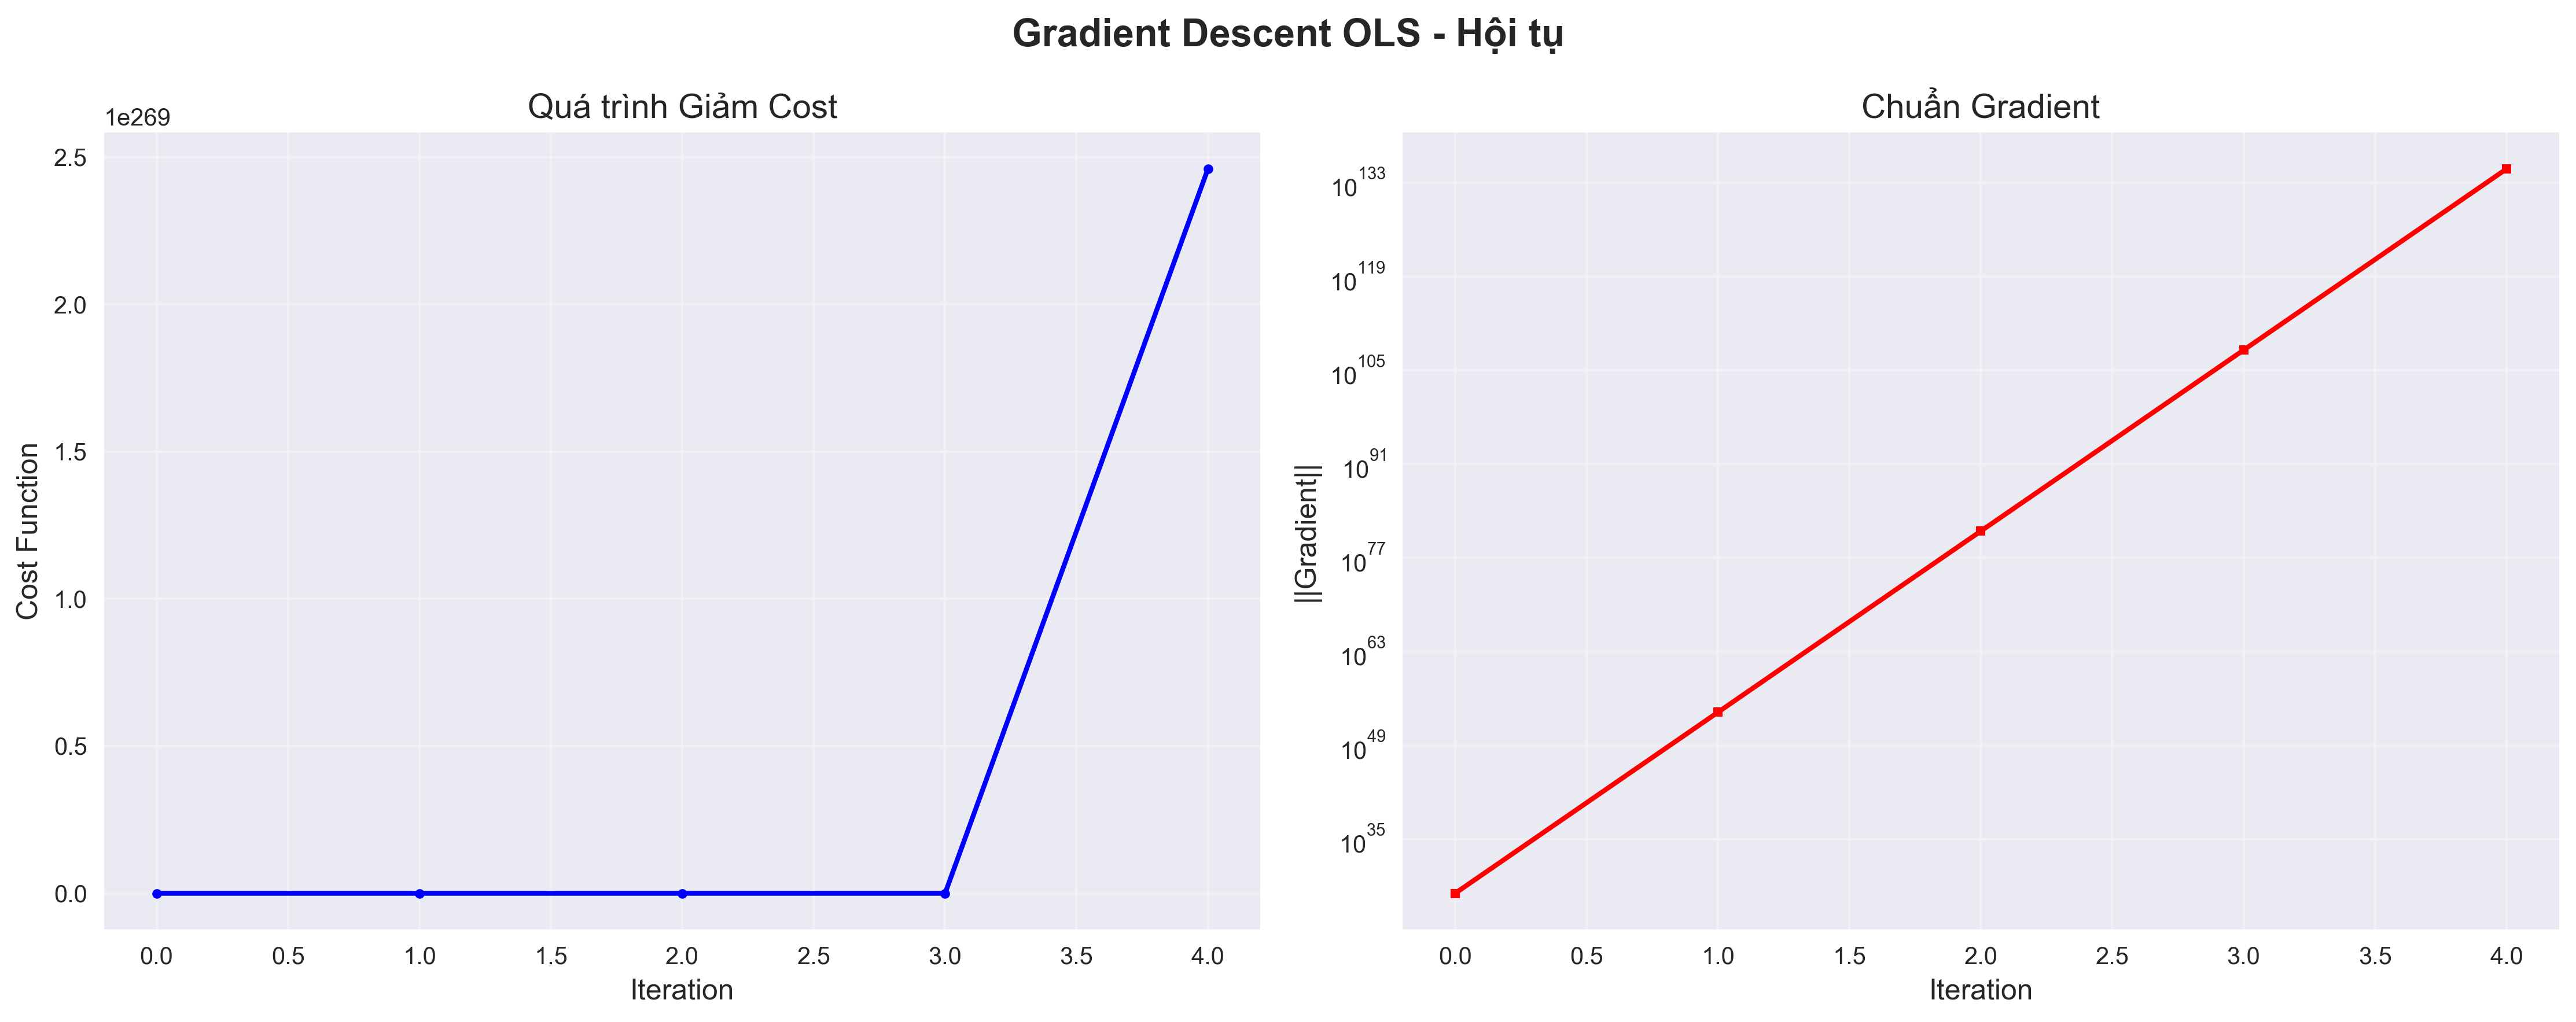 Gradient Descent OLS - Hội tụ
Quá trình Giảm Cost
1e269
2.5
2.0
1.5
1.0
0.5
0.0
Cost Function
0.0 0.5 1.0 1.5 2.0 2.5 3.0 3.5 4.0
Iteration
Chuẩn Gradient
10^133
10^119
10^105
10^91
10^77
10^63
10^49
10^35
||Gradient||
0.0 0.5 1.0 1.5 2.0 2.5 3.0 3.5 4.0
Iteration